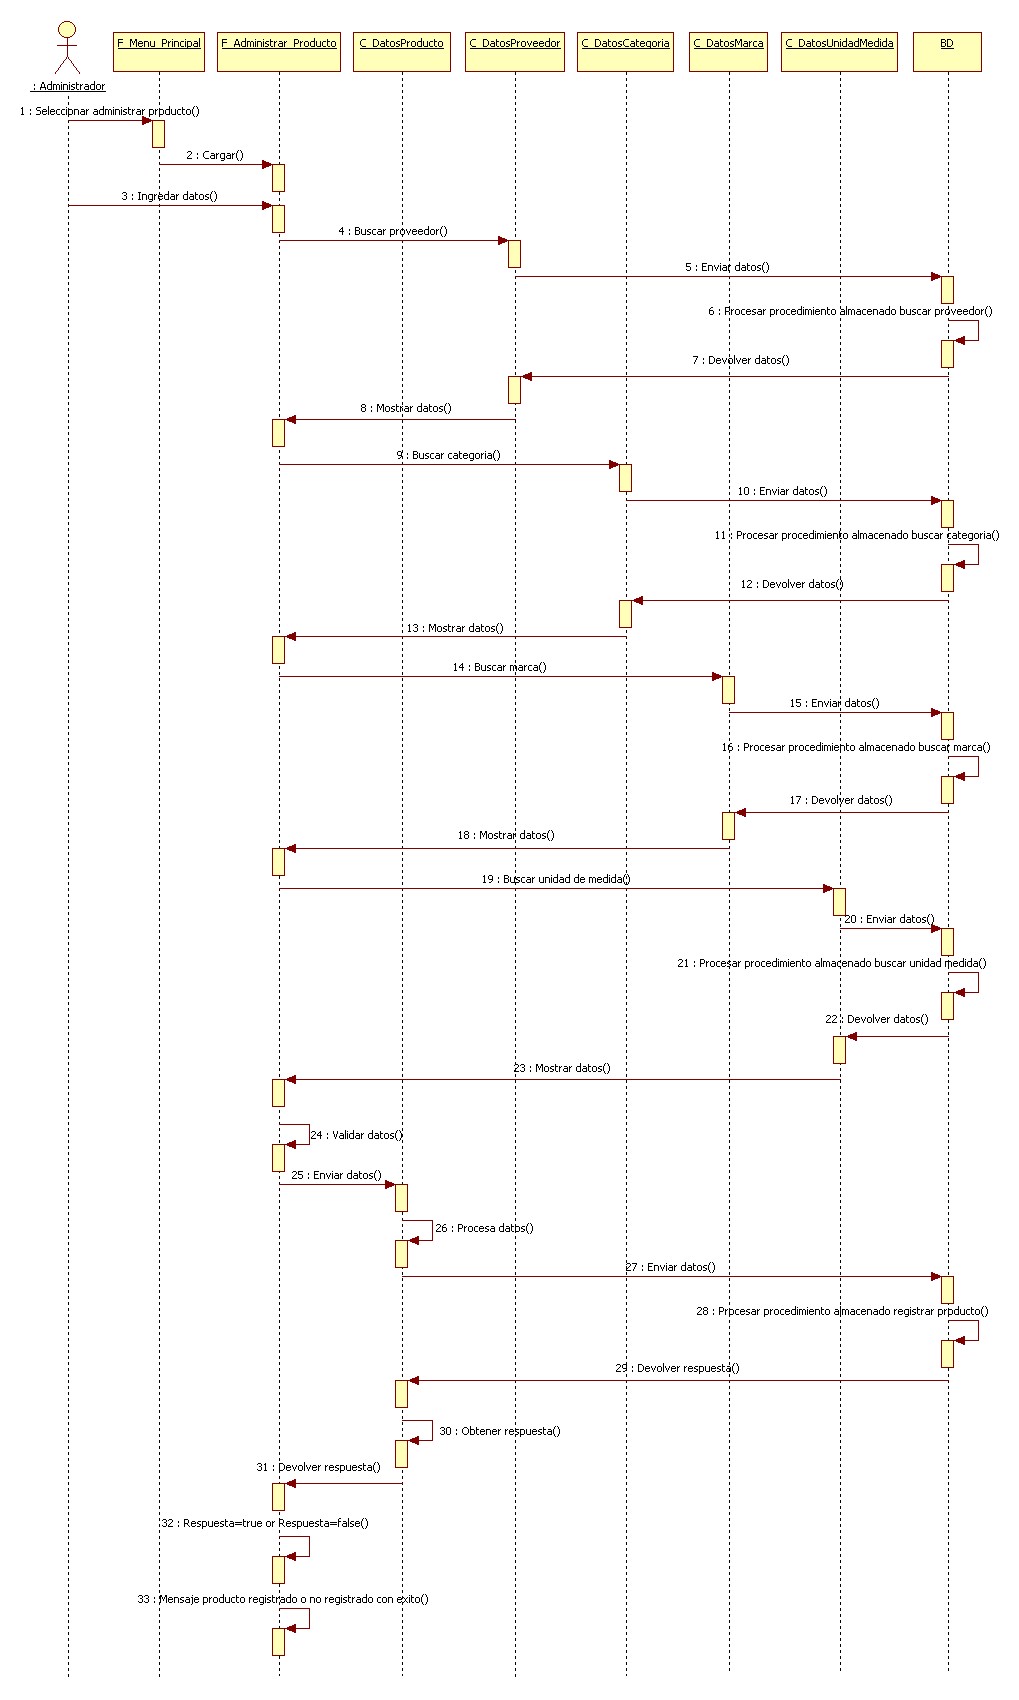 F_Menu_Principal
F_Administrar_Producto
C_DatosProducto
C_DatosProveedor
C_DatosCategoria
C_DatosMarca
C_DatosUnidadMedida
BD
: Administrador
1 : Seleccionar administrar producto()
2 : Cargar()
3 : Ingredar datos()
4 : Buscar proveedor()
5 : Enviar datos()
6 : Procesar procedimiento almacenado buscar proveedor()
7 : Devolver datos()
8 : Mostrar datos()
9 : Buscar categoria()
10 : Enviar datos()
11 : Procesar procedimiento almacenado buscar categoria()
12 : Devolver datos()
13 : Mostrar datos()
14 : Buscar marca()
15 : Enviar datos()
16 : Procesar procedimiento almacenado buscar marca()
17 : Devolver datos()
18 : Mostrar datos()
19 : Buscar unidad de medida()
20 : Enviar datos()
21 : Procesar procedimiento almacenado buscar unidad medida()
22 : Devolver datos()
23 : Mostrar datos()
24 : Validar datos()
25 : Enviar datos()
26 : Procesa datos()
27 : Enviar datos()
28 : Procesar procedimiento almacenado registrar producto()
29 : Devolver respuesta()
30 : Obtener respuesta()
31 : Devolver respuesta()
32 : Respuesta=true or Respuesta=false()
33 : Mensaje producto registrado o no registrado con exito()